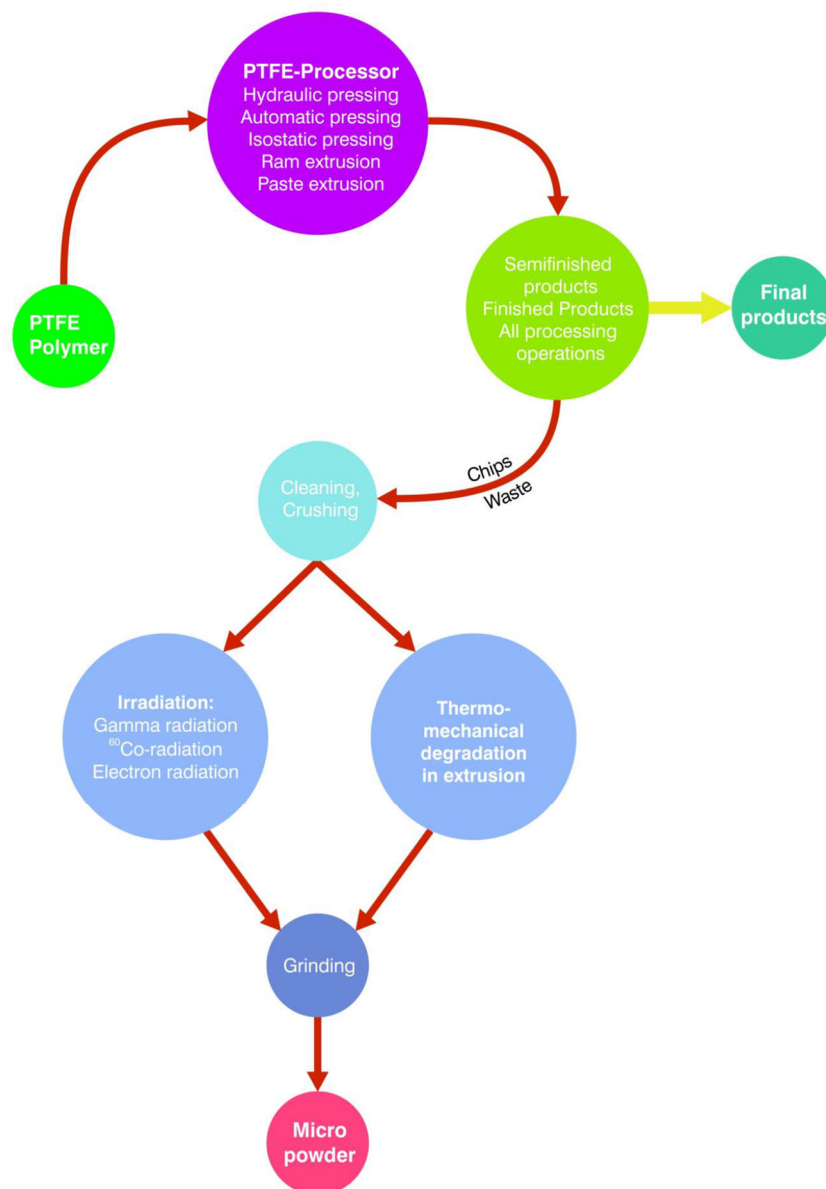 PTFE-Processor
Hydraulic pressing
Automatic pressing
Isostatic pressing
Ram extrusion
Paste extrusion
PTFE
Polymer
Semifinished
products
Finished Products
All processing
operations
Final
products
Chips
Waste
Cleaning,
Crushing
Irradiation:
Gamma radiation
⁶⁰Co-radiation
Electron radiation
Thermo-
mechanical
degradation
in extrusion
Grinding
Micro
powder